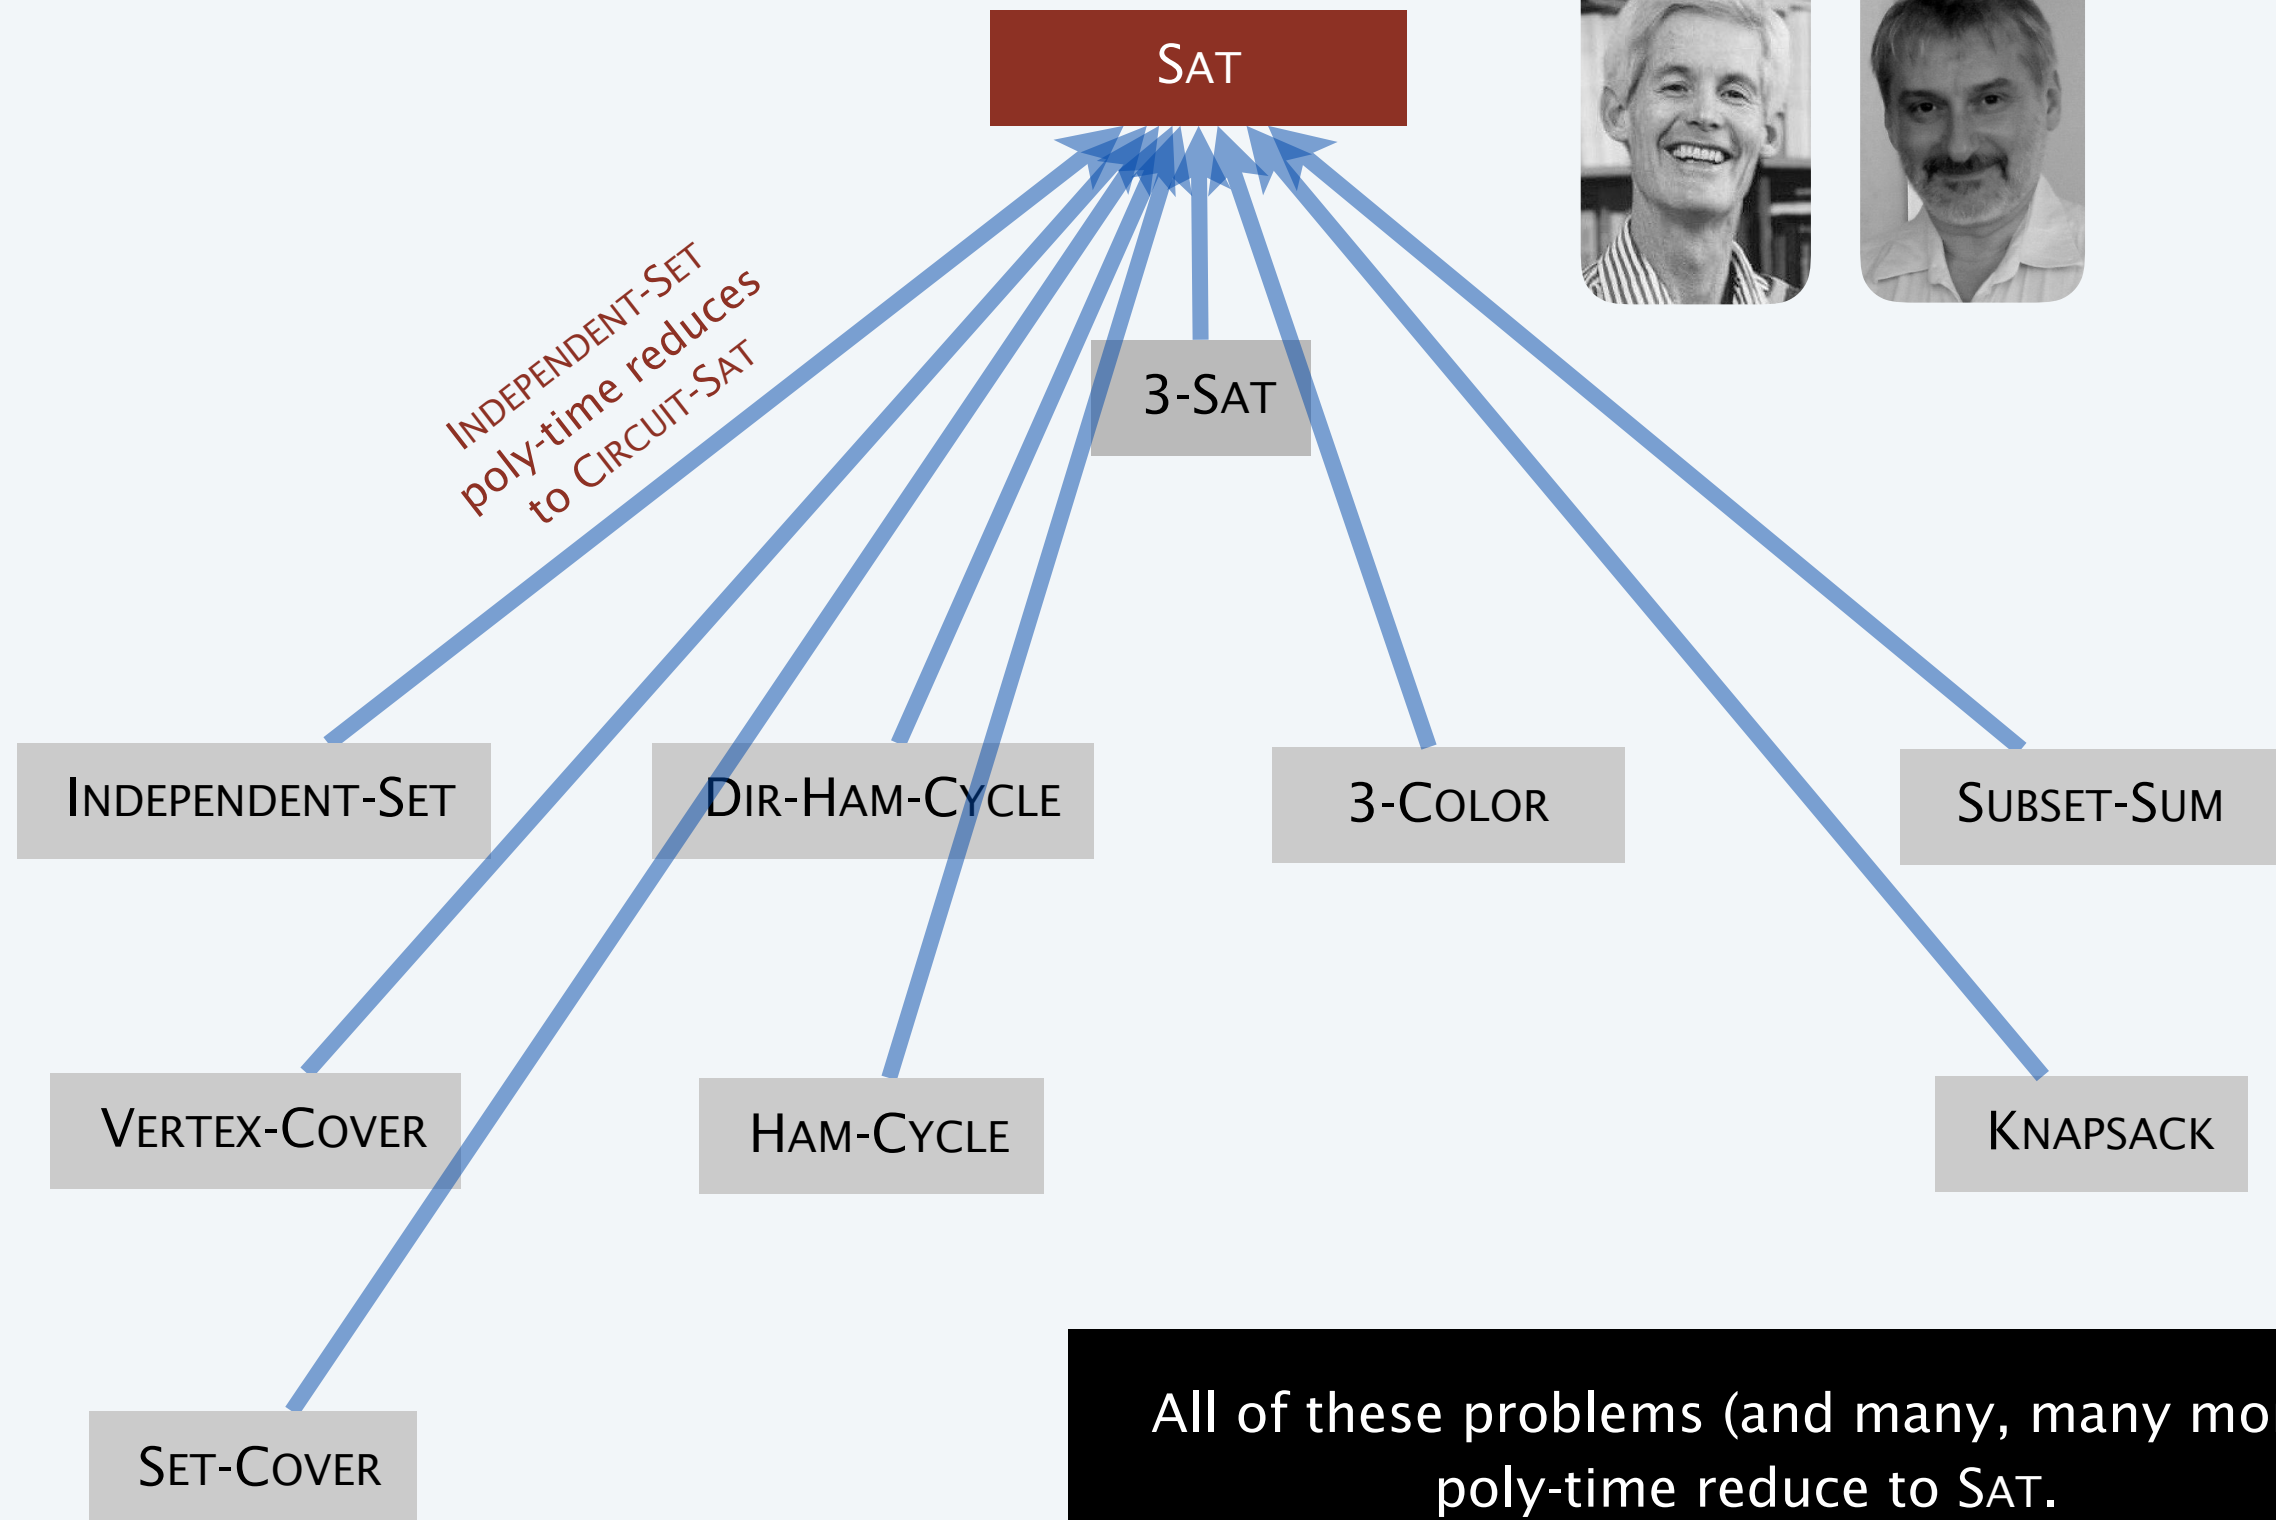 SAT
INDEPENDENT-SET
poly-time reduces
to CIRCUIT-SAT
3-SAT
INDEPENDENT-SET
DIR-HAM-CYCLE
3-COLOR
SUBSET-SUM
VERTEX-COVER
HAM-CYCLE
KNAPSACK
SET-COVER
All of these problems (and many, many mo
poly-time reduce to SAT.